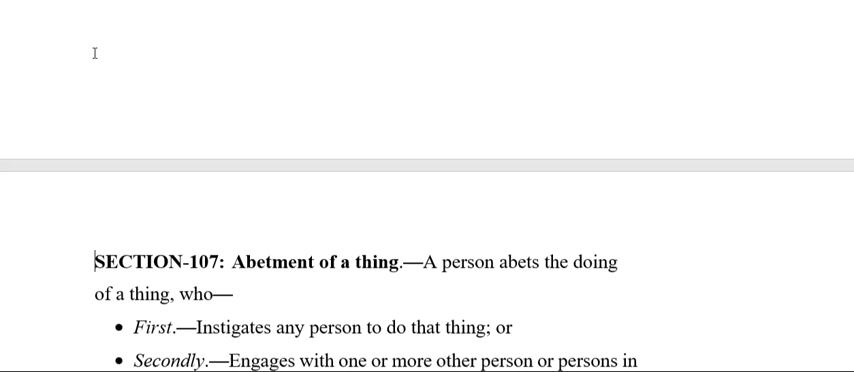 SECTION-107: Abetment of a thing.—A person abets the doing
of a thing, who—
• First.—Instigates any person to do that thing; or
• Secondly.—Engages with one or more other person or persons in